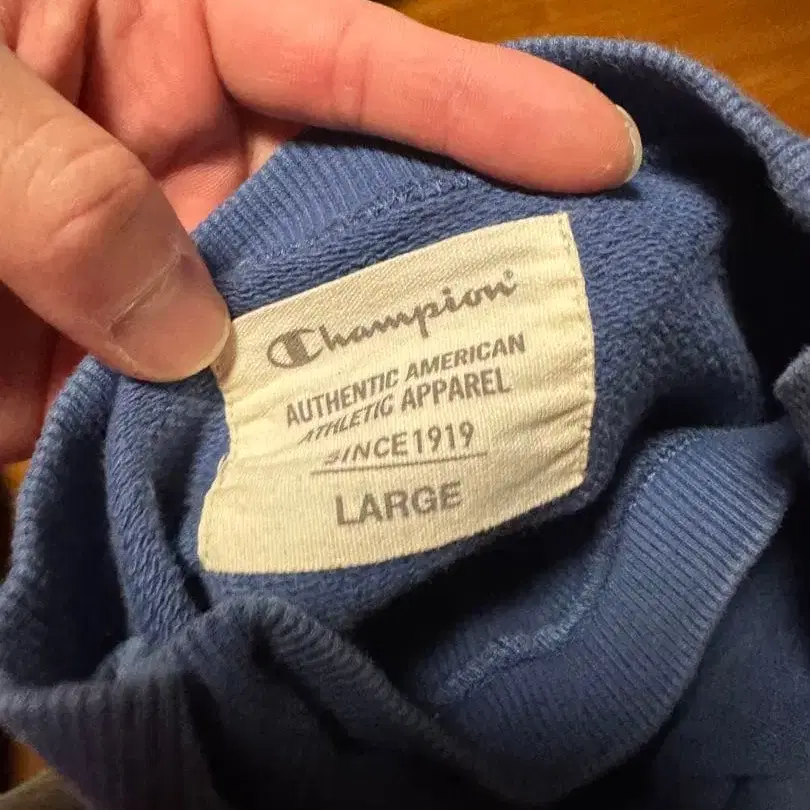 Champion®
AUTHENTIC AMERICAN
ATHLETIC APPAREL
SINCE 1919
LARGE